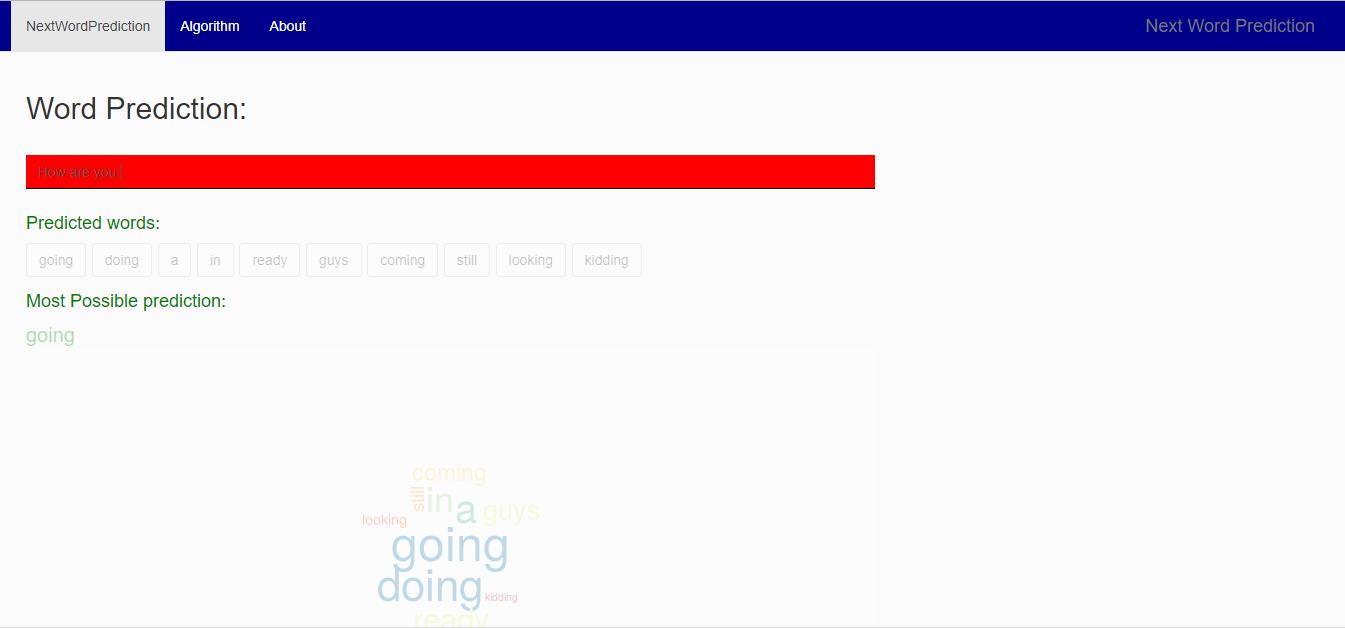 NextWordPrediction Algorithm About Next Word Prediction
Word Prediction:
How are you
Predicted words:
going doing a in ready guys coming still looking kidding
Most Possible prediction:
going
coming
still in a guys
looking
going
doing kidding
ready